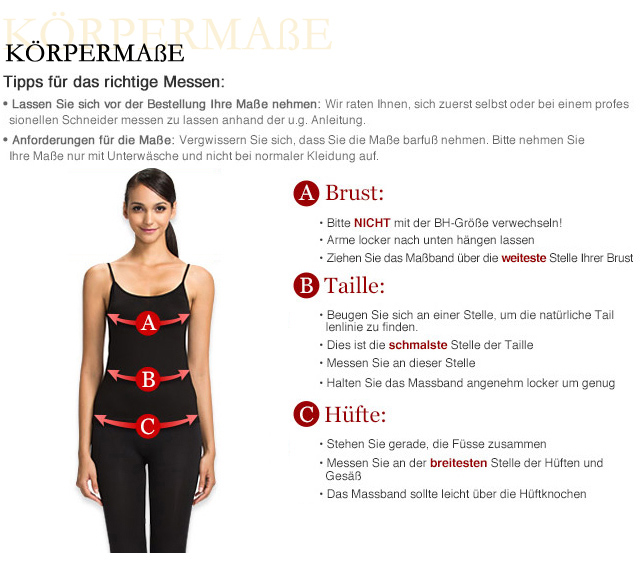 KÖRPERMAßE
KÖRPERMAßE
Tipps für das richtige Messen:
• Lassen Sie sich vor der Bestellung Ihre Maße nehmen: Wir raten Ihnen, sich zuerst selbst oder bei einem profes
sionellen Schneider messen zu lassen anhand der u.g. Anleitung.
• Anforderungen für die Maße: Vergwissern Sie sich, dass Sie die Maße barfuß nehmen. Bitte nehmen Sie
Ihre Maße nur mit Unterwäsche und nicht bei normaler Kleidung auf.
A Brust:
• Bitte NICHT mit der BH-Größe verwechseln!
• Arme locker nach unten hängen lassen
• Ziehen Sie das Maßband über die weiteste Stelle Ihrer Brust
B Taille:
• Beugen Sie sich an einer Stelle, um die natürliche Tail
lenlinie zu finden.
• Dies ist die schmalste Stelle der Taille
• Messen Sie an dieser Stelle
• Halten Sie das Massband angenehm locker um genug
C Hüfte:
• Stehen Sie gerade, die Füsse zusammen
• Messen Sie an der breitesten Stelle der Hüften und
Gesäß
• Das Massband sollte leicht über die Hüftknochen
A
B
C